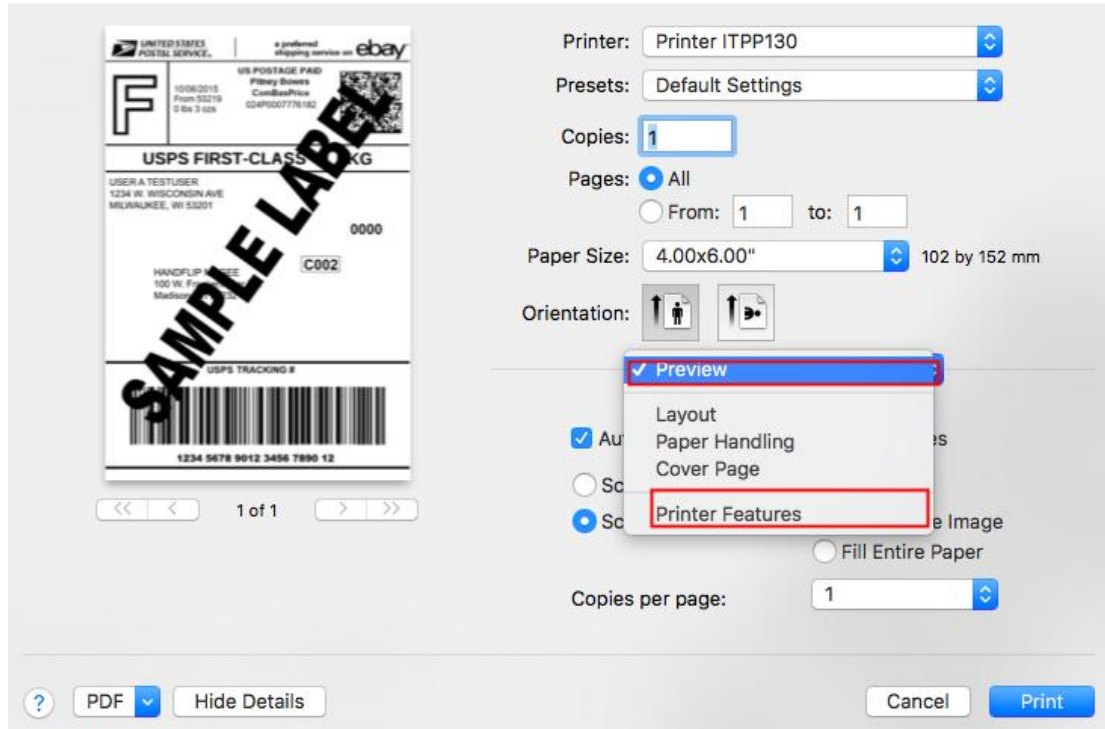 UNITED STATES
POSTAL SERVICE.
a preferred
shipping service on ebay
F
10/06/2015
From 53219
0 lbs 3 ozs
US POSTAGE PAID
Pitney Bowes
ComBasPrice
024P0007776182
USPS FIRST-CLASS KG
USER A TESTUSER
1234 W. WISCONSIN AVE
MILWAUKEE, WI 53201
0000
C002
HANDFLIP
100 W.
Madison
SAMPLE LABEL
USPS TRACKING #
1234 5678 9012 3456 7890 12
<< < 1 of 1 > >>
Printer: Printer ITPP130
Presets: Default Settings
Copies: 1
Pages: All
From: 1 to: 1
Paper Size: 4.00x6.00" 102 by 152 mm
Orientation:
✓ Preview
Layout
Paper Handling
Cover Page
Printer Features
Au es
Sc
Sc e Image
Fill Entire Paper
Copies per page: 1
? PDF Hide Details Cancel Print